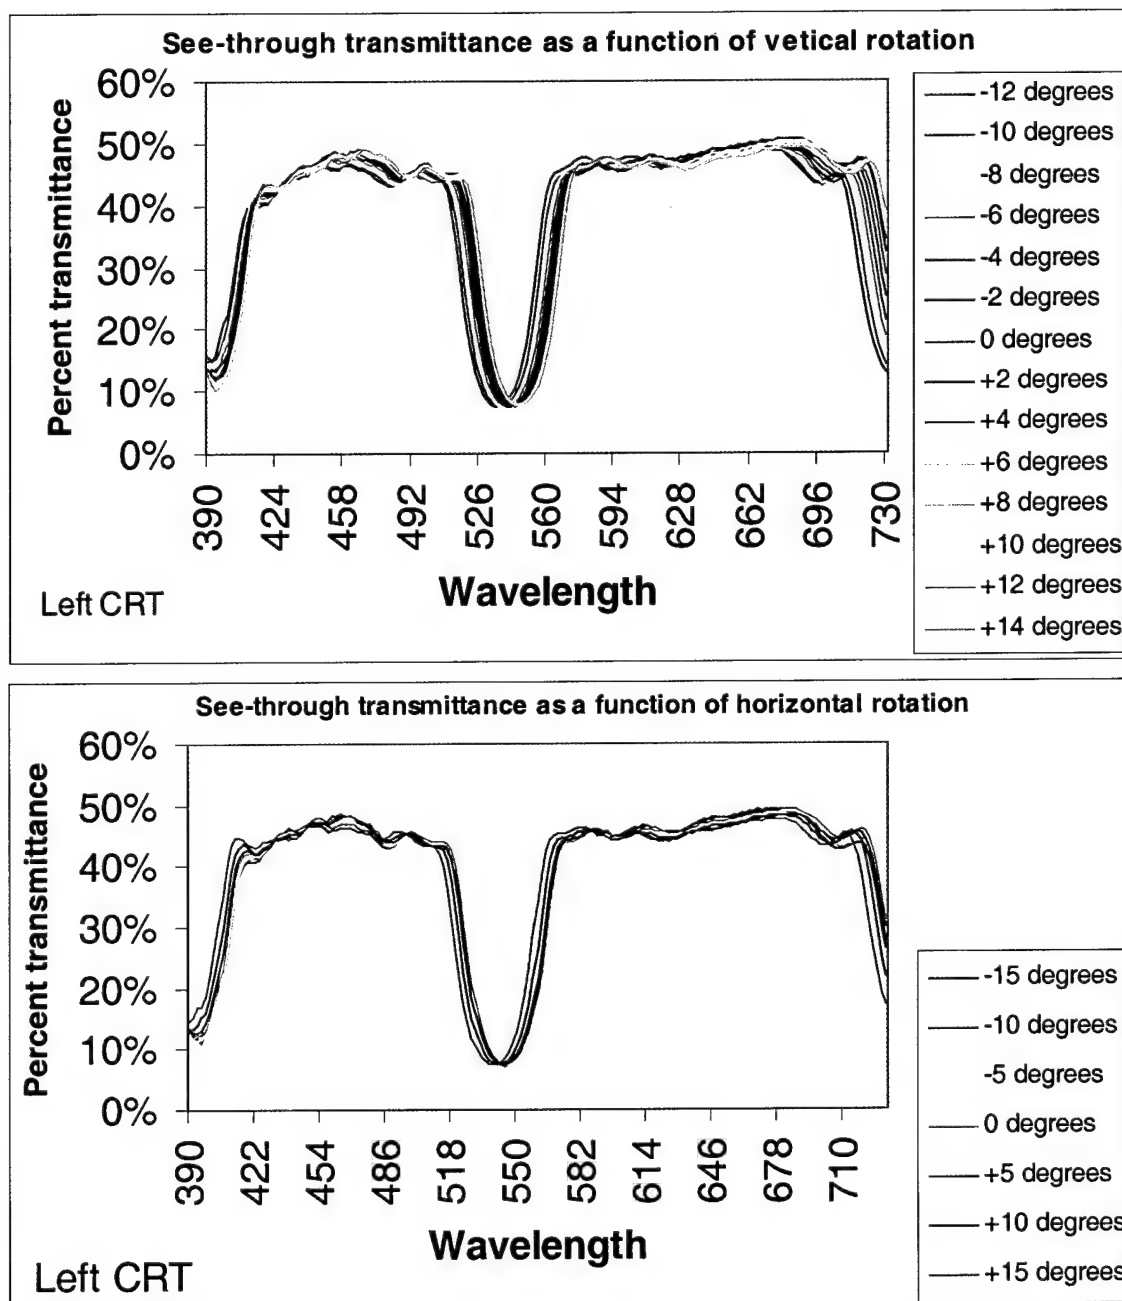 See-through transmittance as a function of vetical rotation
Percent transmittance
60%
50%
40%
30%
20%
10%
0%
390
424
458
492
526
560
594
628
662
696
730
Wavelength
Left CRT
-12 degrees
-10 degrees
-8 degrees
-6 degrees
-4 degrees
-2 degrees
0 degrees
+2 degrees
+4 degrees
+6 degrees
+8 degrees
+10 degrees
+12 degrees
+14 degrees
See-through transmittance as a function of horizontal rotation
Percent transmittance
60%
50%
40%
30%
20%
10%
0%
390
422
454
486
518
550
582
614
646
678
710
Wavelength
Left CRT
-15 degrees
-10 degrees
-5 degrees
0 degrees
+5 degrees
+10 degrees
+15 degrees